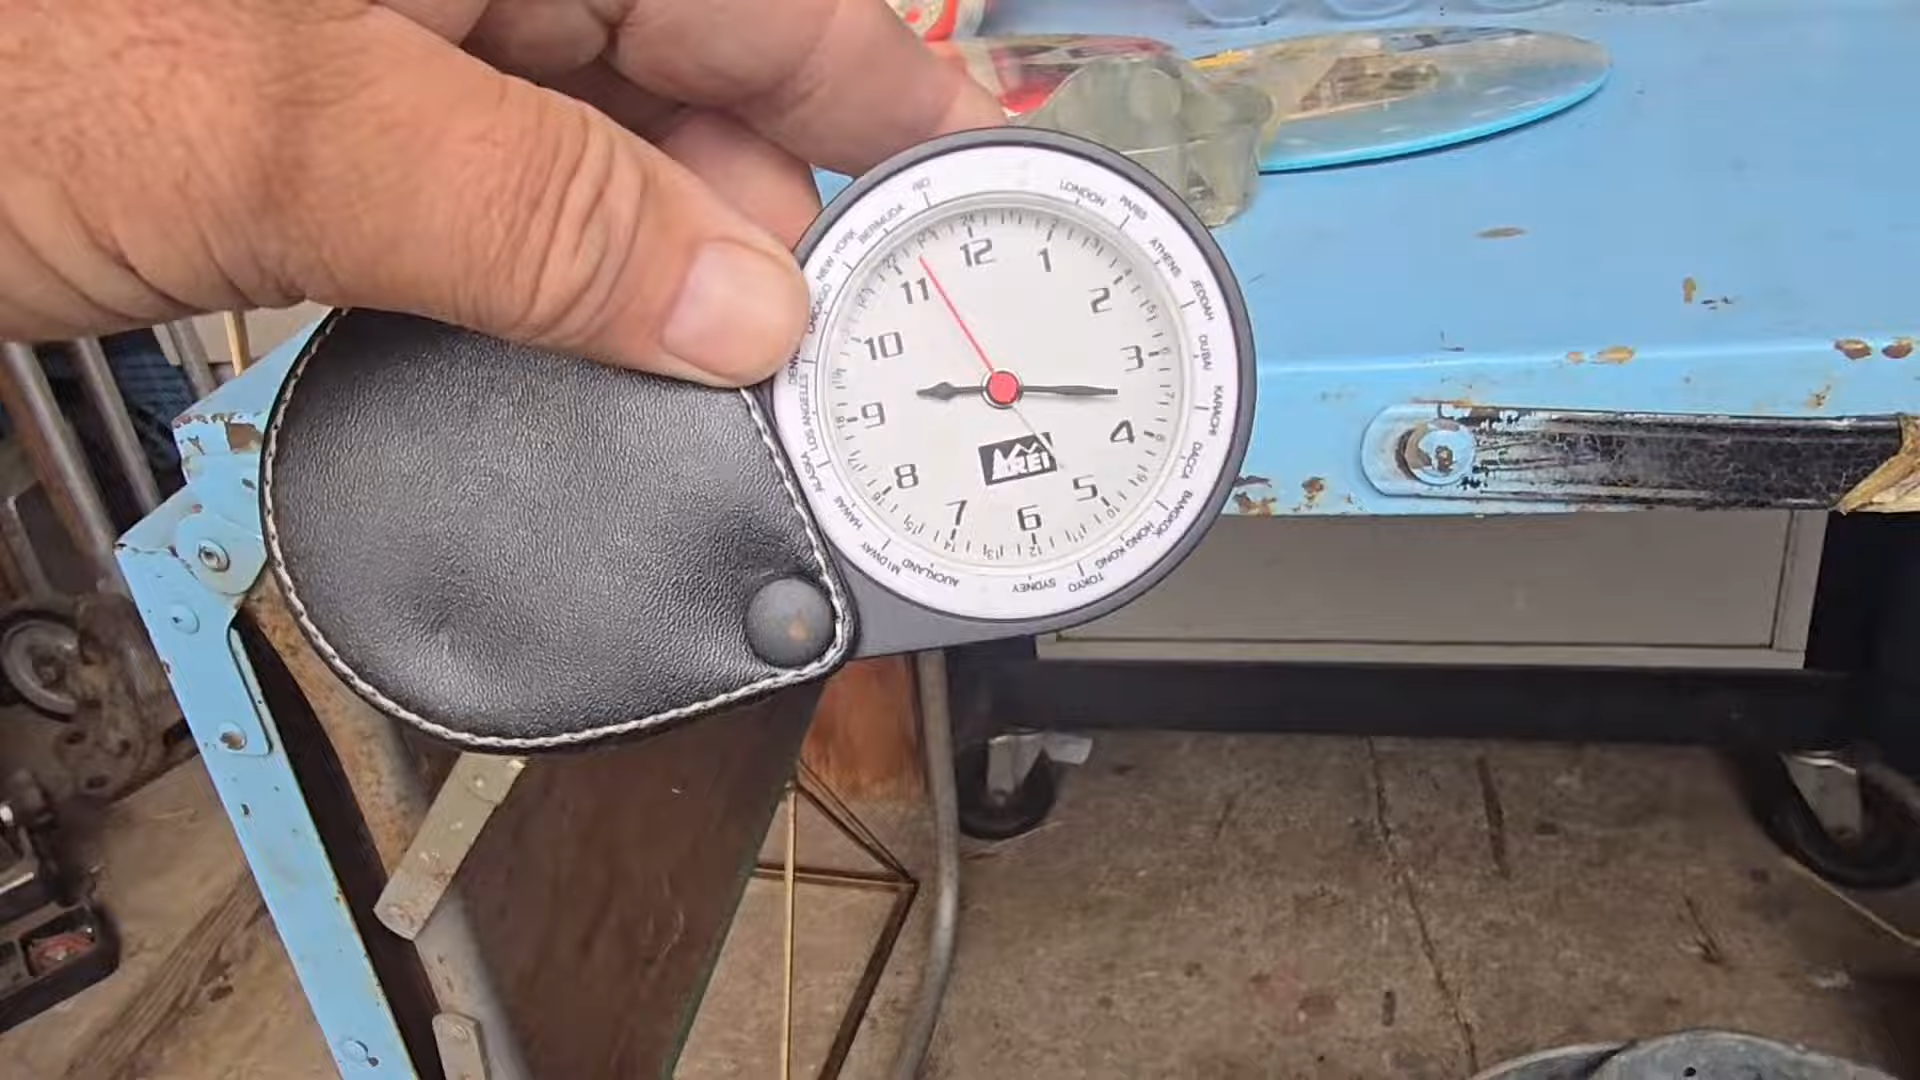 RIO
LONDON
PARIS
ATHENS
JEDDAH
DUBAI
KARACHI
DACCA
BANGKOK
HONG KONG
TOKYO
SYDNEY
AUCKLAND
MIDWAY
HAWAII
ALASKA
LOS ANGELES
CHICAGO
NEW YORK
BERMUDA
12
1
2
3
4
5
6
7
8
9
10
11
24
REI